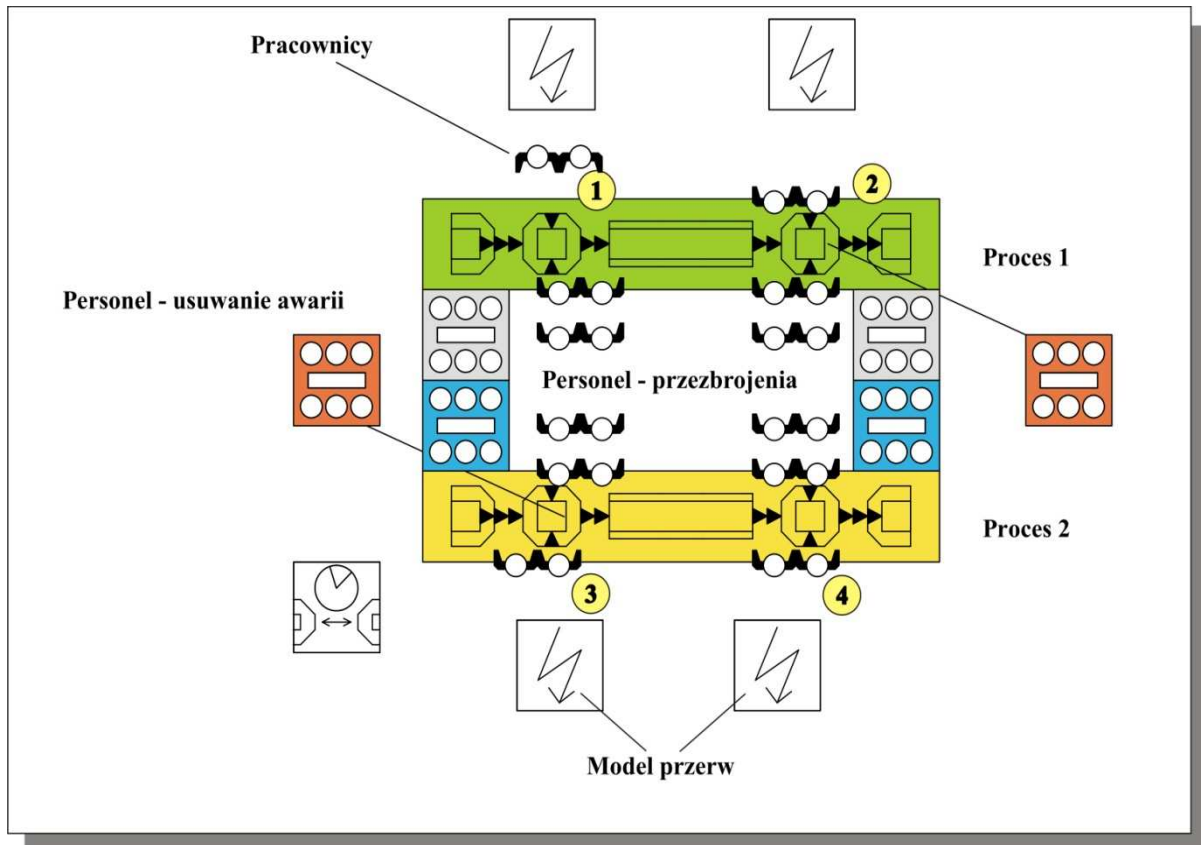 Pracownicy
1
2
Proces 1
Personel - usuwanie awarii
Personel - przezbrojenia
Proces 2
3
4
Model przerw